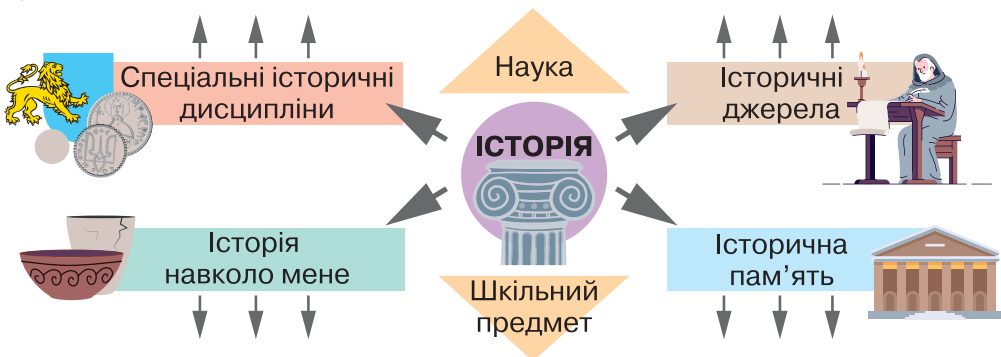 Спеціальні історичні
дисципліни
Наука
Історичні
джерела
ІСТОРІЯ
Історія
навколо мене
Історична
пам’ять
Шкільний
предмет